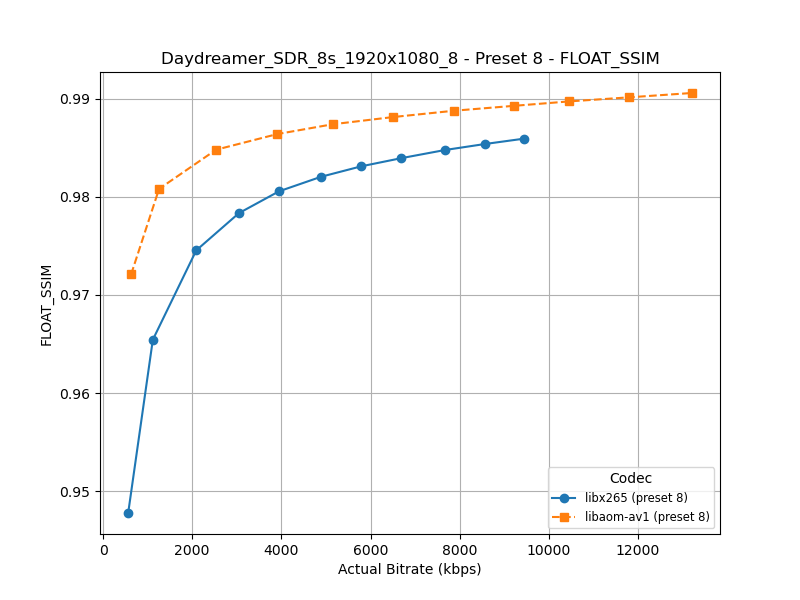 Daydreamer_SDR_8s_1920x1080_8 - Preset 8 - FLOAT_SSIM
FLOAT_SSIM
0.99
0.98
0.97
0.96
0.95
0
2000
4000
6000
8000
10000
12000
Actual Bitrate (kbps)
Codec
libx265 (preset 8)
libaom-av1 (preset 8)